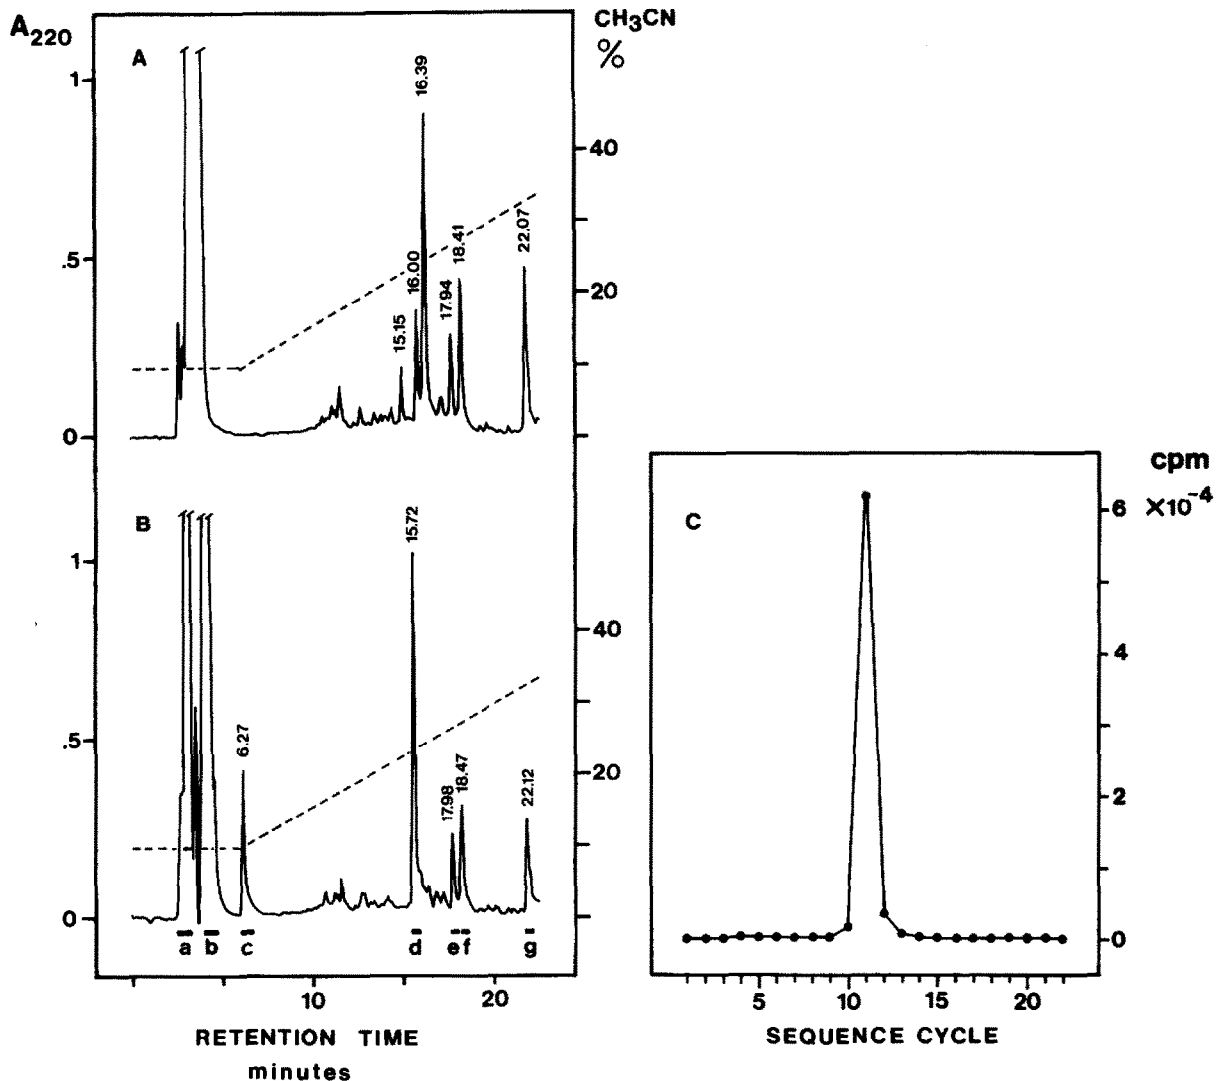 A220
CH3CN
%
A
1
.5
0
40
20
15.15
16.00
16.39
17.94
18.41
22.07
B
1
.5
0
40
20
6.27
15.72
17.98
18.47
22.12
a b c d e f g
10 20
RETENTION TIME
minutes
C
cpm
×10-4
6
4
2
0
5 10 15 20
SEQUENCE CYCLE